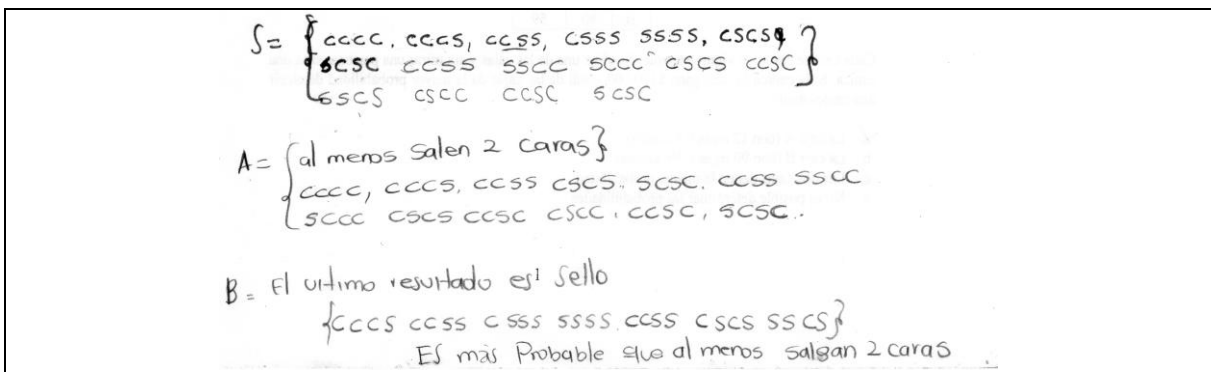 S= {cccc, cccs, ccss, csss ssss, cscs
scsc ccss sscc sccc cscs ccsc}
sscs cscc ccsc scsc
A = {al menos salen 2 caras}
cccc, cccs, ccss cscs. scsc. ccss sscc
sccc cscs ccsc cscc, ccsc, scsc.
B = El ultimo resultado es sello
{cccs ccss csss ssss ccss cscs sscs}
Es más Probable que al menos salgan 2 caras